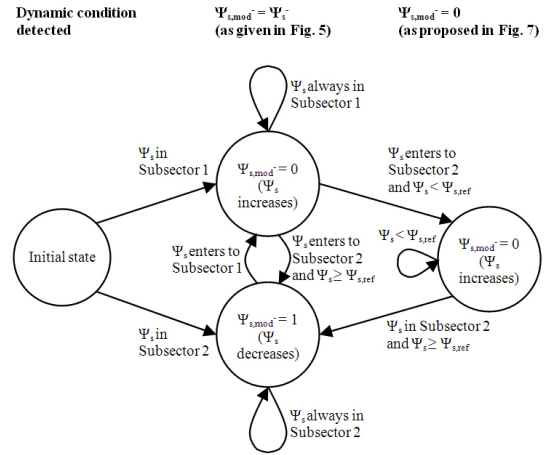 Dynamic condition detected
Ψs,mod- = Ψs-
(as given in Fig. 5)
Ψs,mod- = 0
(as proposed in Fig. 7)
Ψs always in
Subsector 1
Ψs in
Subsector 1
Ψs,mod- = 0
(Ψs
increases)
Ψs enters to
Subsector 2
and Ψs < Ψs,ref
Initial state
Ψs enters to
Subsector 1
Ψs enters to
Subsector 2
and Ψs ≥ Ψs,ref
Ψs < Ψs,ref
Ψs,mod- = 0
(Ψs
increases)
Ψs in
Subsector 2
Ψs,mod- = 1
(Ψs
decreases)
Ψs in Subsector 2
and Ψs ≥ Ψs,ref
Ψs always in
Subsector 2